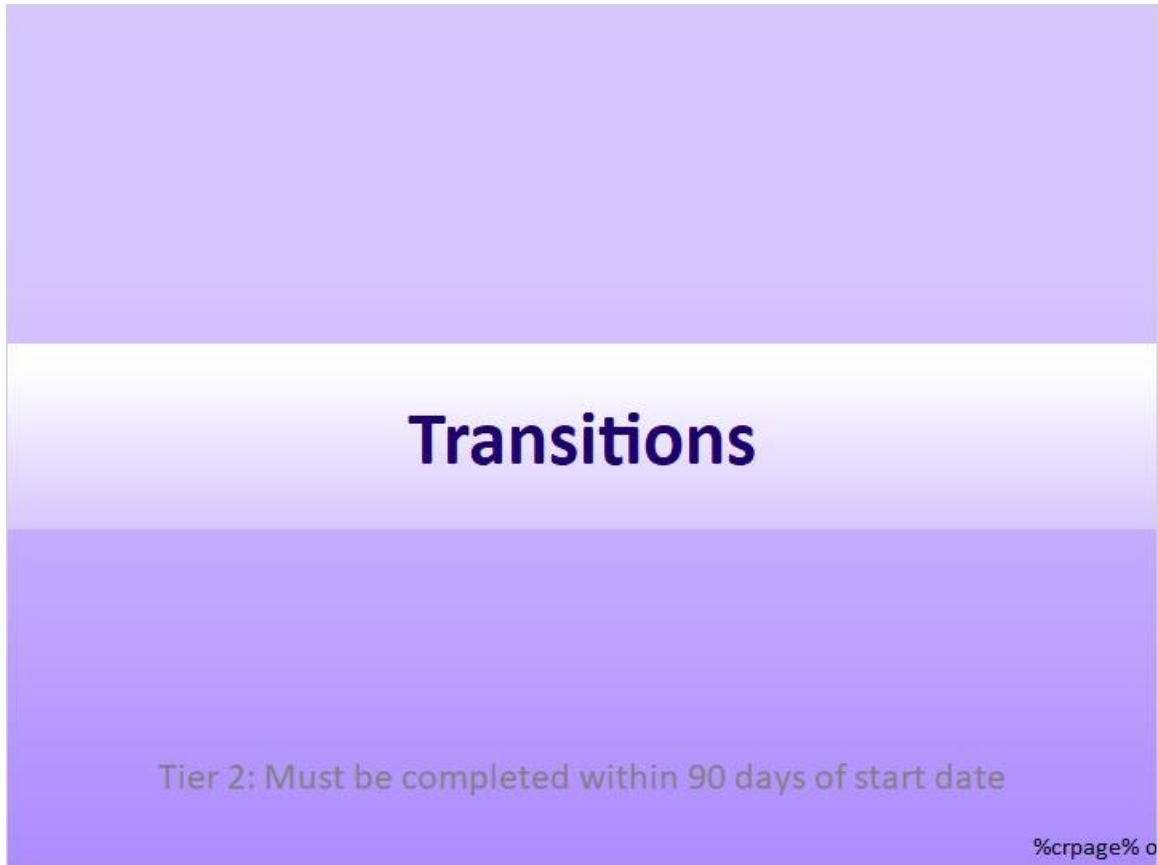 Transitions
Tier 2: Must be completed within 90 days of start date
%crpage% o